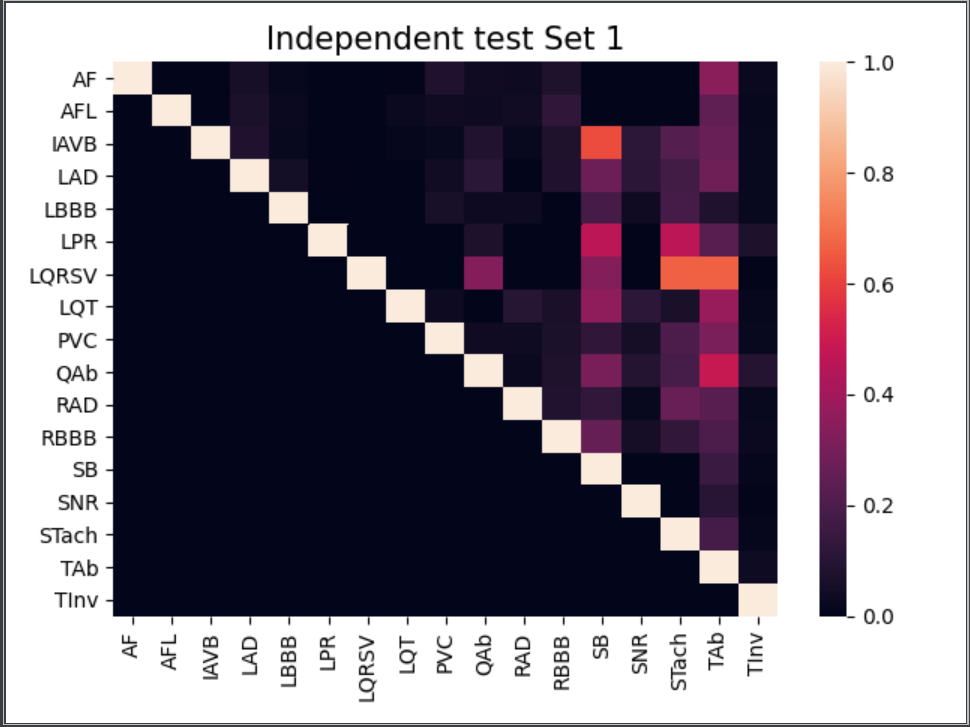 Independent test Set 1
AF
AFL
IAVB
LAD
LBBB
LPR
LQRSV
LQT
PVC
QAb
RAD
RBBB
SB
SNR
STach
TAb
TInv
AF
AFL
IAVB
LAD
LBBB
LPR
LQRSV
LQT
PVC
QAb
RAD
RBBB
SB
SNR
STach
TAb
TInv
1.0
0.8
0.6
0.4
0.2
0.0